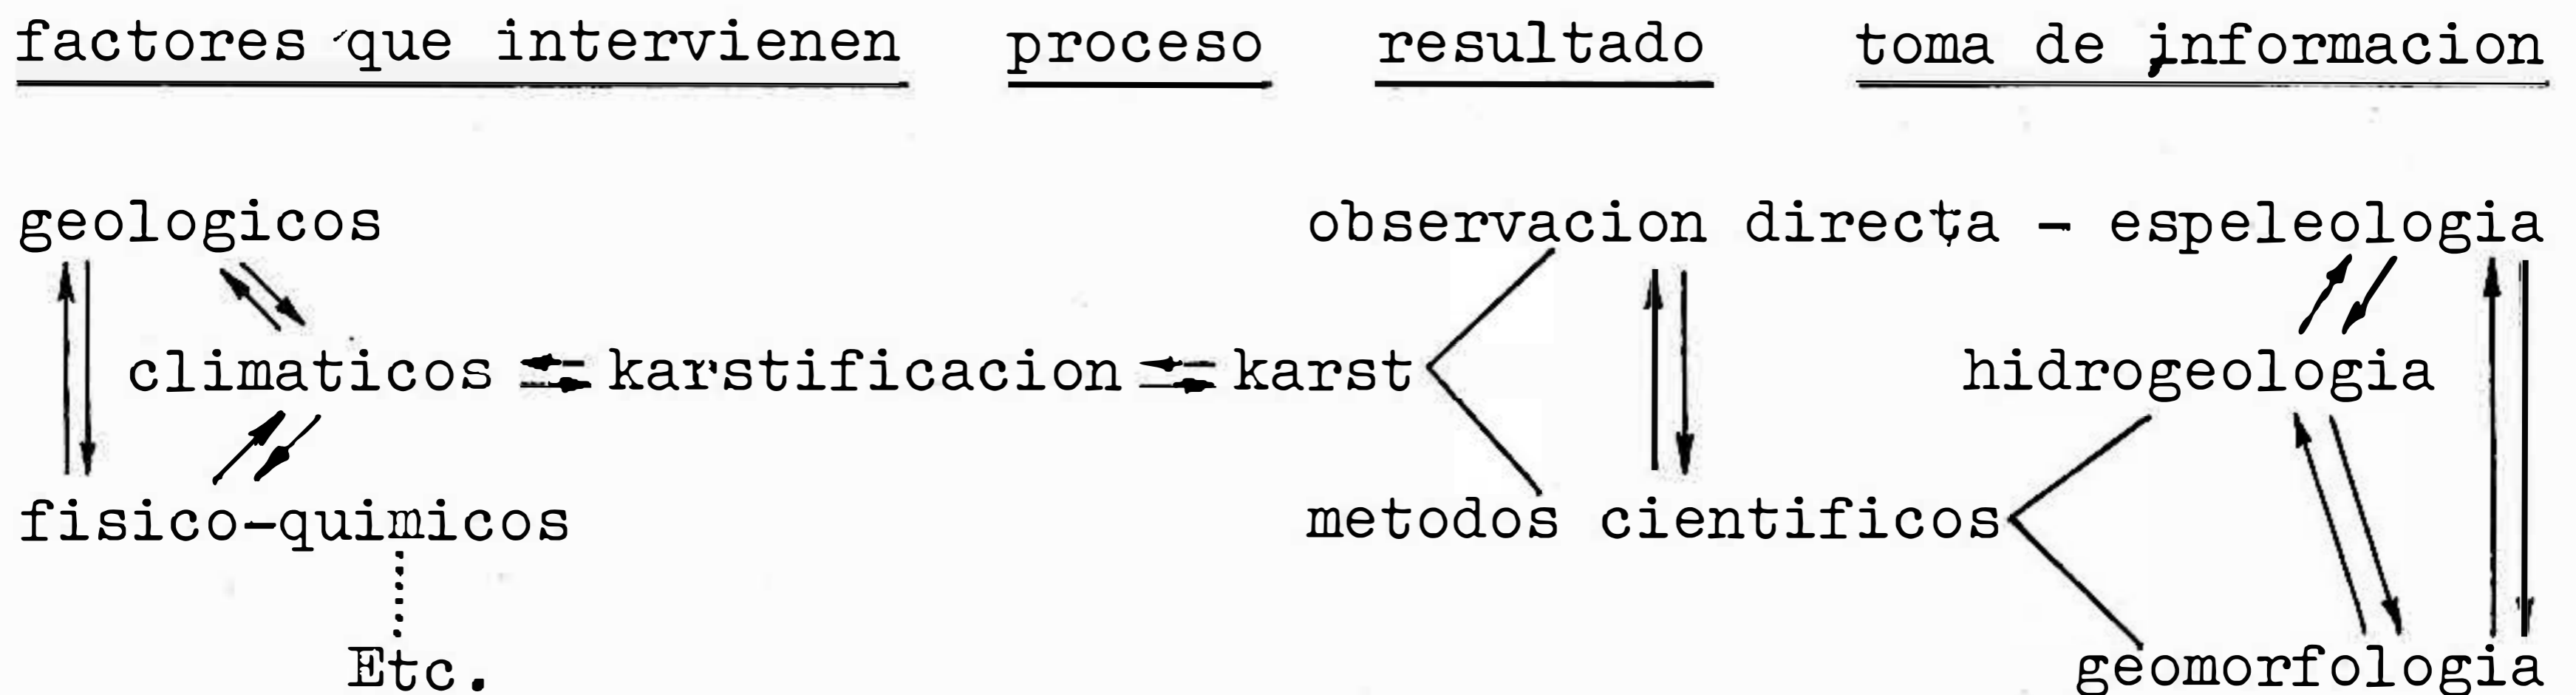 factores que intervienen proceso resultado toma de informacion
geologicos observacion directa - espeleologia
climaticos karstificacion karst hidrogeologia
fisico-quimicos metodos cientificos
Etc. geomorfologia